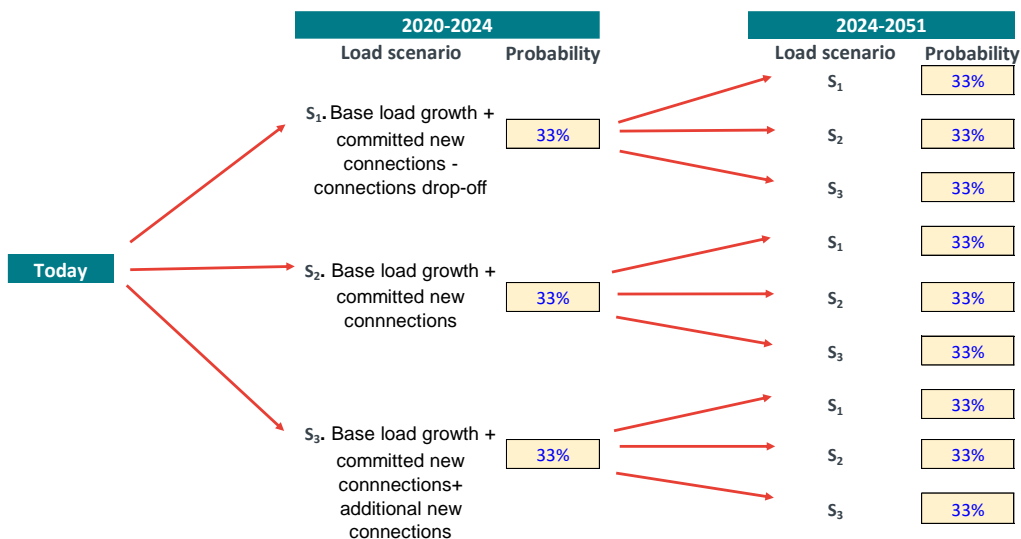 2020-2024
Load scenario Probability
2024-2051
Load scenario Probability
Today
S₁. Base load growth +
committed new
connections -
connections drop-off
33%
S₁ 33%
S₂ 33%
S₃ 33%
S₂. Base load growth +
committed new
connnections
33%
S₁ 33%
S₂ 33%
S₃ 33%
S₃. Base load growth +
committed new
connnections+
additional new
connections
33%
S₁ 33%
S₂ 33%
S₃ 33%